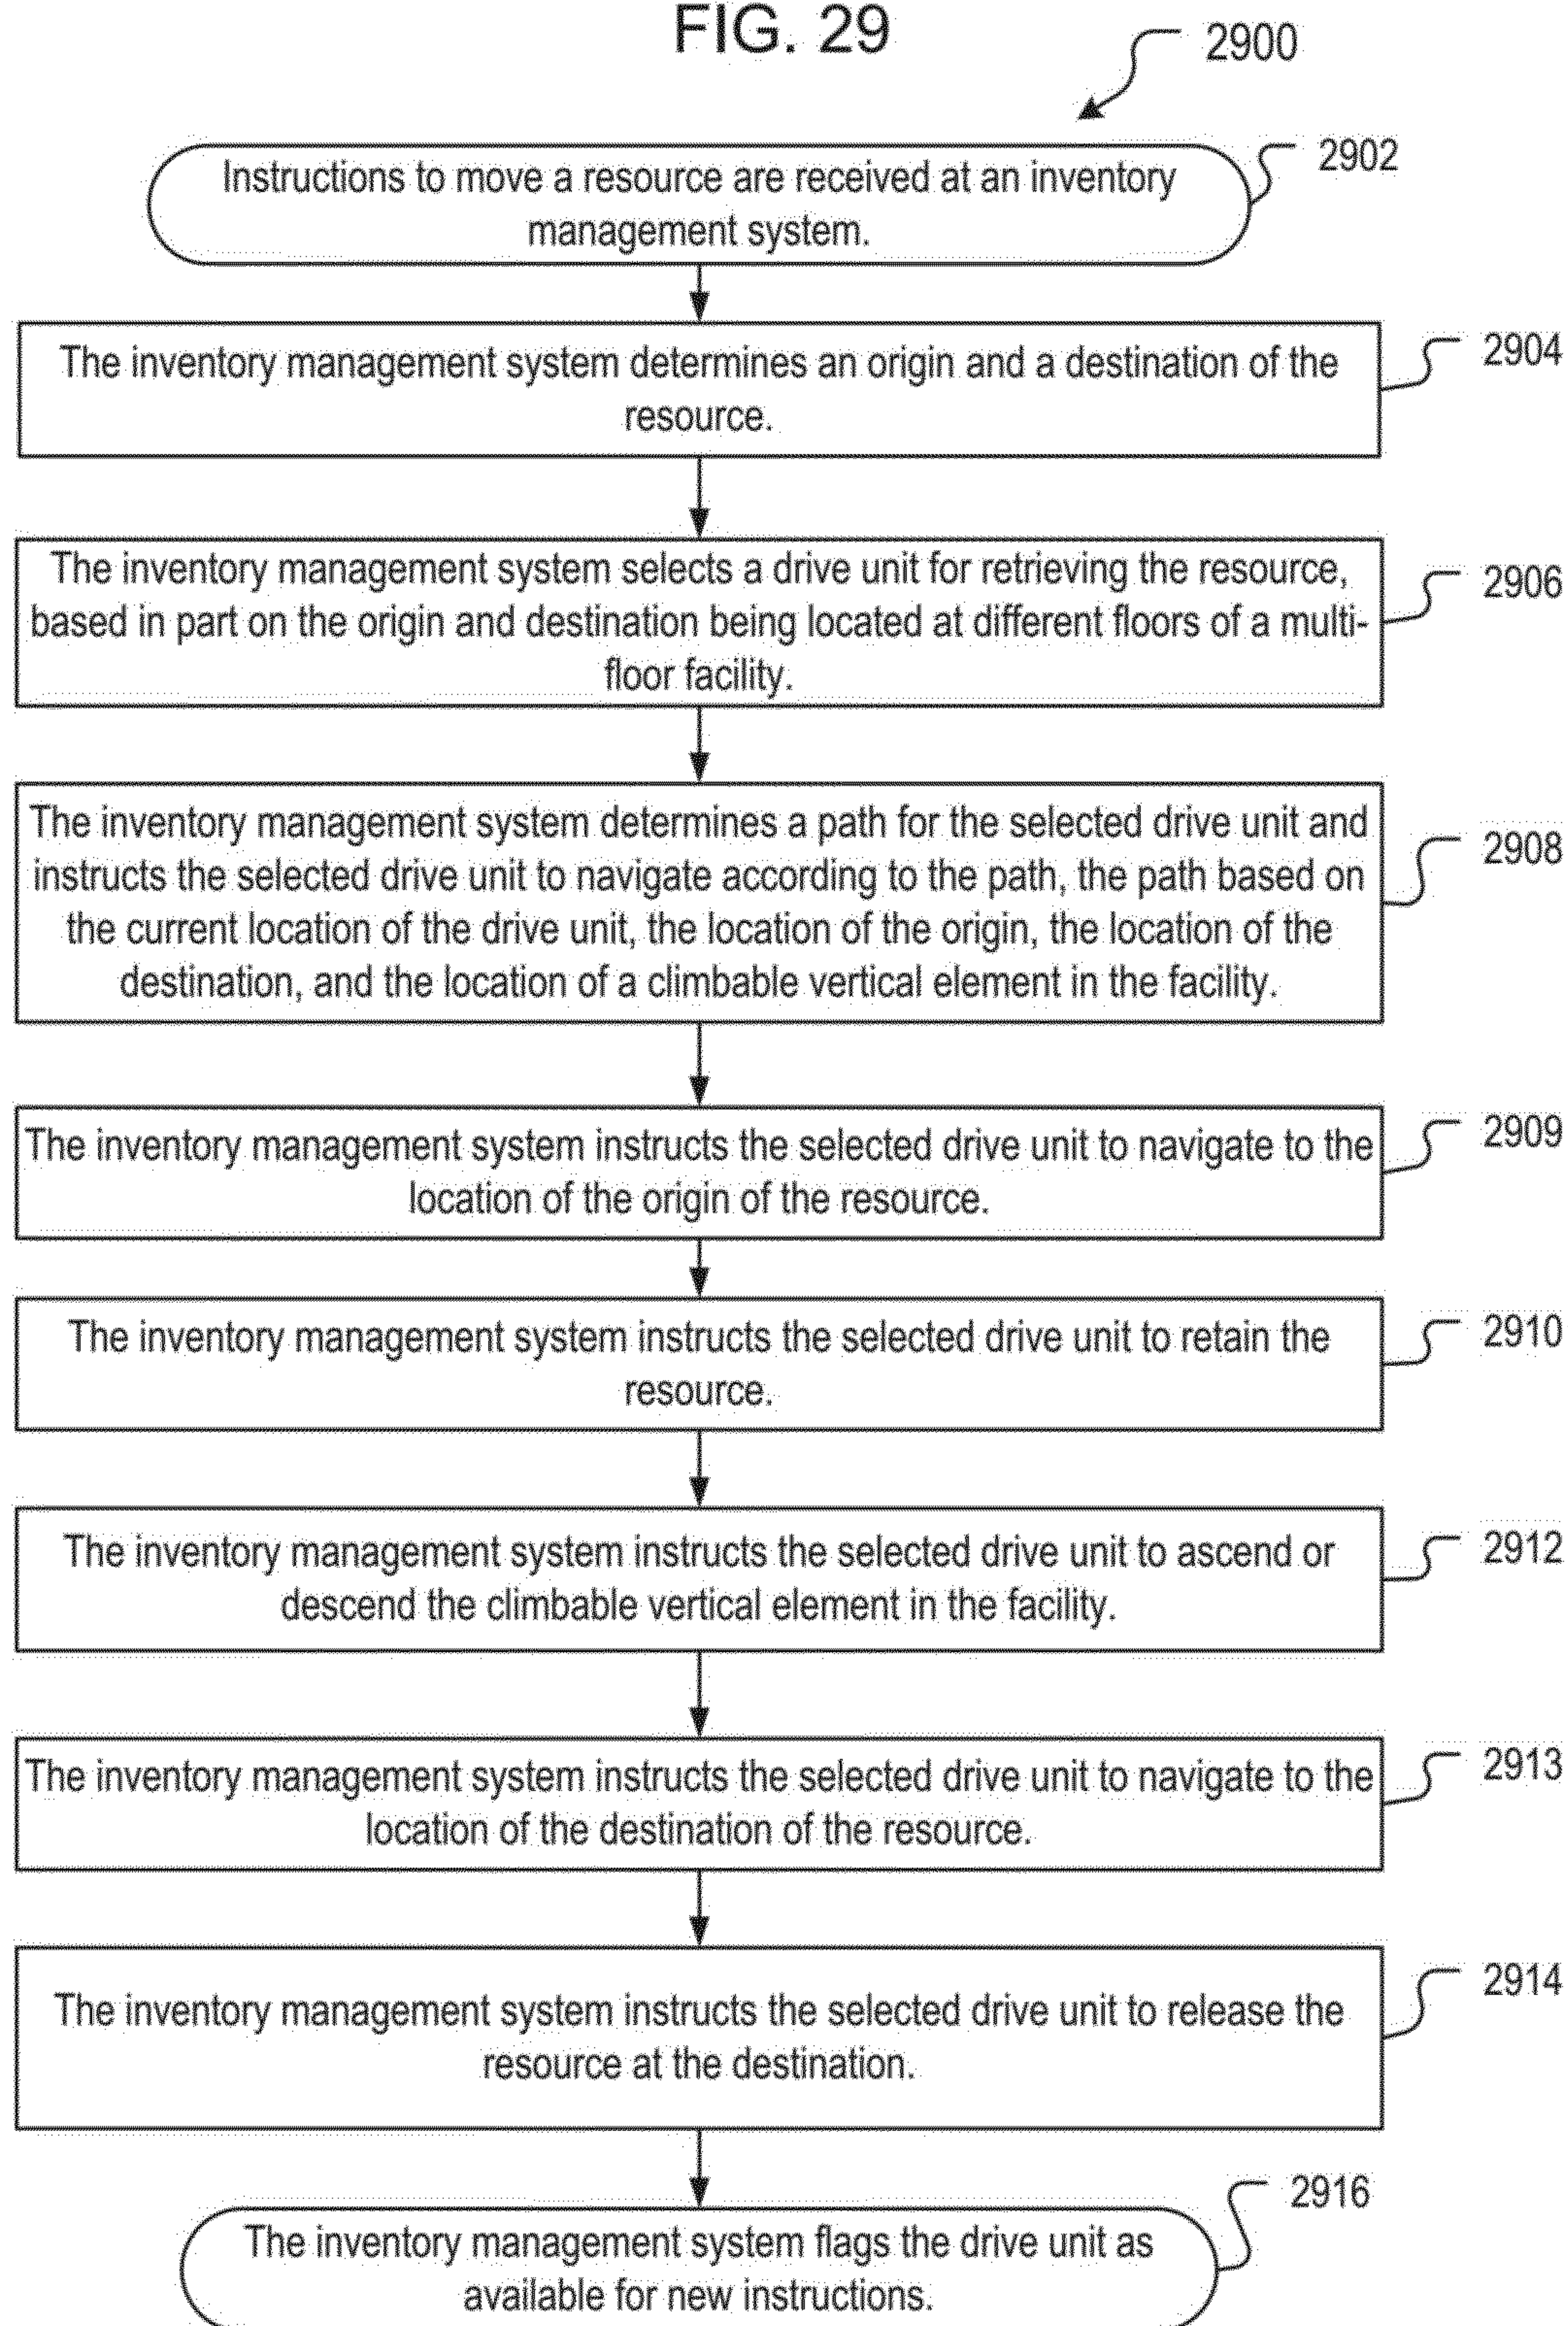 FIG. 29
2900
Instructions to move a resource are received at an inventory
management system.
2902
The inventory management system determines an origin and a destination of the
resource.
2904
The inventory management system selects a drive unit for retrieving the resource,
based in part on the origin and destination being located at different floors of a multi-
floor facility.
2906
The inventory management system determines a path for the selected drive unit and
instructs the selected drive unit to navigate according to the path, the path based on
the current location of the drive unit, the location of the origin, the location of the
destination, and the location of a climbable vertical element in the facility.
2908
The inventory management system instructs the selected drive unit to navigate to the
location of the origin of the resource.
2909
The inventory management system instructs the selected drive unit to retain the
resource.
2910
The inventory management system instructs the selected drive unit to ascend or
descend the climbable vertical element in the facility.
2912
The inventory management system instructs the selected drive unit to navigate to the
location of the destination of the resource.
2913
The inventory management system instructs the selected drive unit to release the
resource at the destination.
2914
The inventory management system flags the drive unit as
available for new instructions.
2916